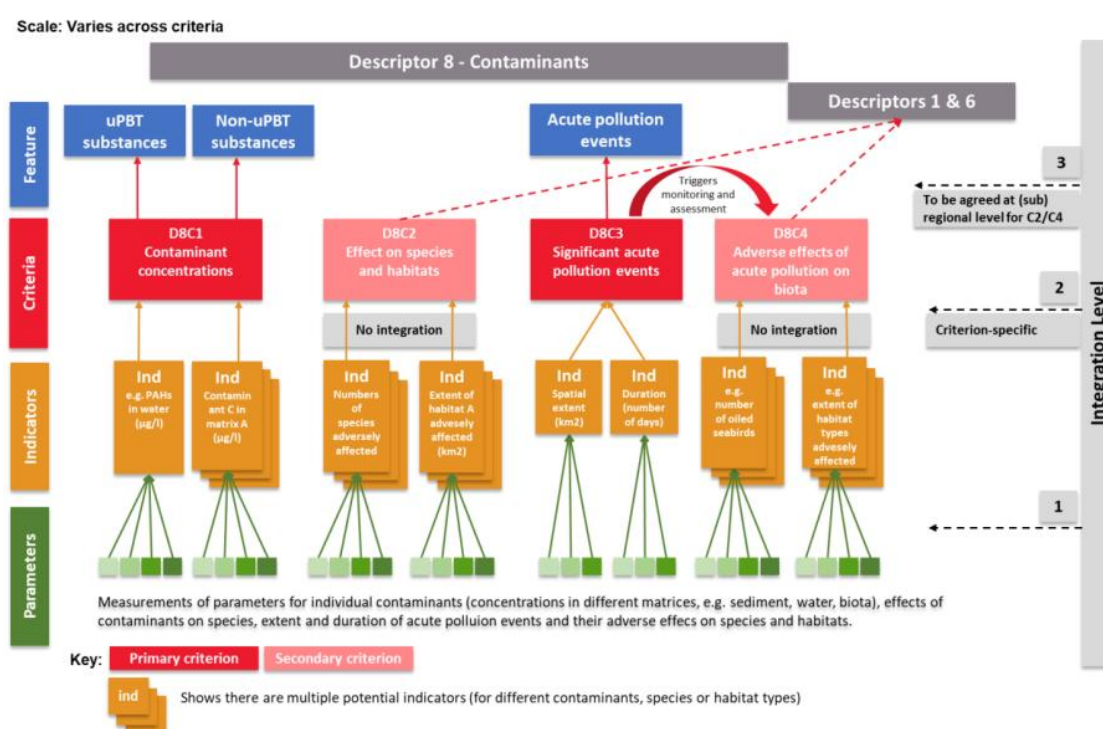 Scale: Varies across criteria
Descriptor 8 - Contaminants
Descriptors 1 & 6
Feature
uPBT
substances
Non-uPBT
substances
Acute pollution
events
Triggers
monitoring and
assessment
3
To be agreed at (sub)
regional level for C2/C4
Criteria
D8C1
Contaminant
concentrations
D8C2
Effect on species
and habitats
D8C3
Significant acute
pollution events
D8C4
Adverse effects of
acute pollution on
biota
2
Criterion-specific
No integration
No integration
Integration Level
Indicators
Ind
e.g. PAHs
in water
(µg/l)
Ind
Contamin
ant C in
matrix A
(µg/l)
Ind
Numbers
of
species
adversely
affected
Ind
Extent of
habitat A
advesely
affected
(km2)
Ind
Spatial
extent
(km2)
Ind
Duration
(number
of days)
Ind
e.g.
number
of oiled
seabirds
Ind
e.g.
extent of
habitat
types
advesely
affected
1
Parameters
Measurements of parameters for individual contaminants (concentrations in different matrices, e.g. sediment, water, biota), effects of
contaminants on species, extent and duration of acute polluion events and their adverse effecs on species and habitats.
Key:
Primary criterion
Secondary criterion
ind
Shows there are multiple potential indicators (for different contaminants, species or habitat types)